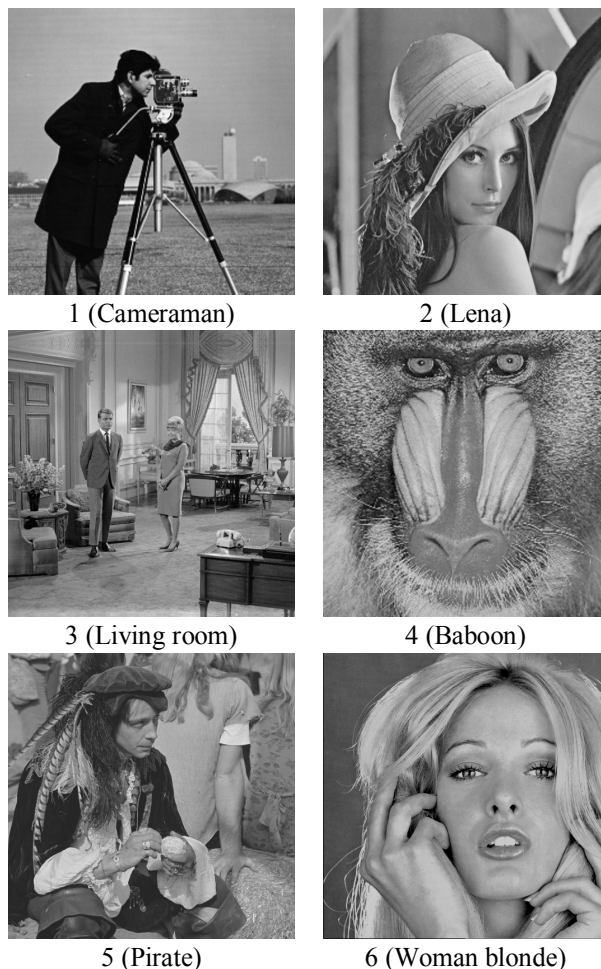 1 (Cameraman)
2 (Lena)
3 (Living room)
4 (Baboon)
5 (Pirate)
6 (Woman blonde)